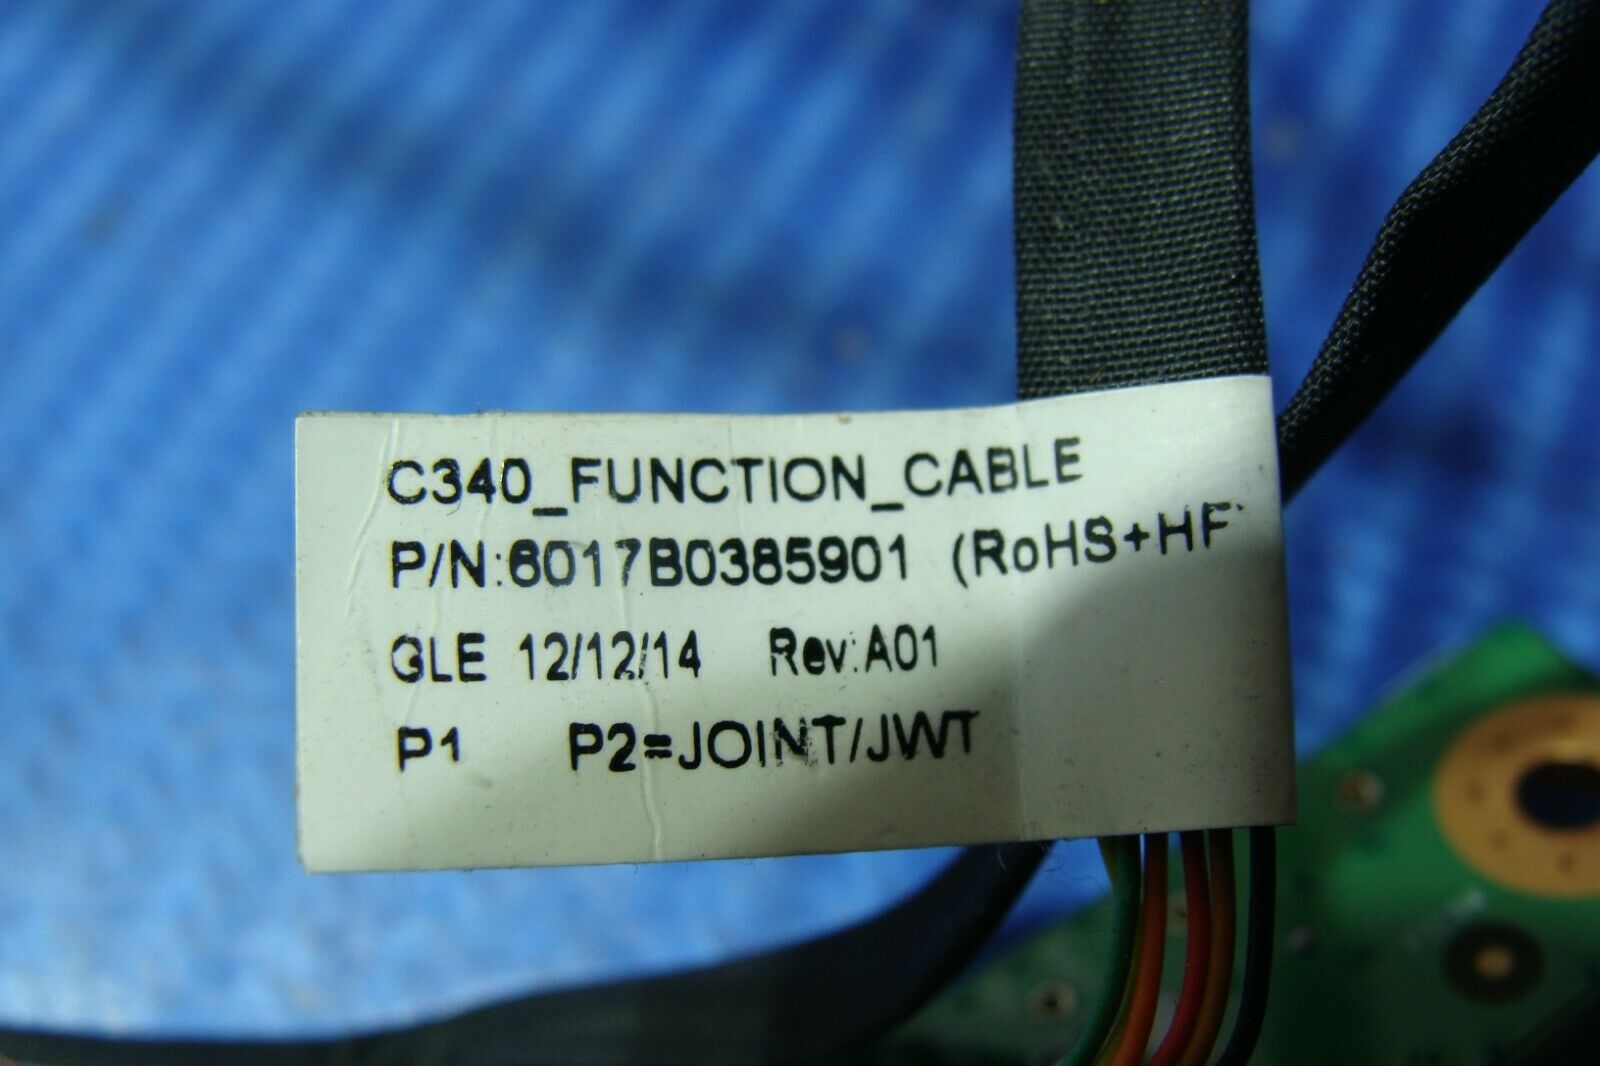 C340_FUNCTION_CABLE
P/N:6017B0385901 (RoHS+HF
GLE 12/12/14 Rev:A01
P1 P2=JOINT/JWT